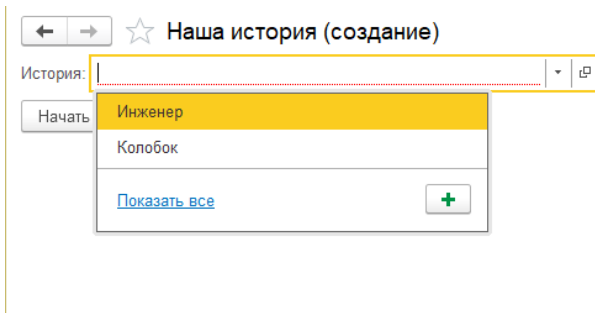 Наша история (создание)
История:
Начать
Инженер
Колобок
Показать все